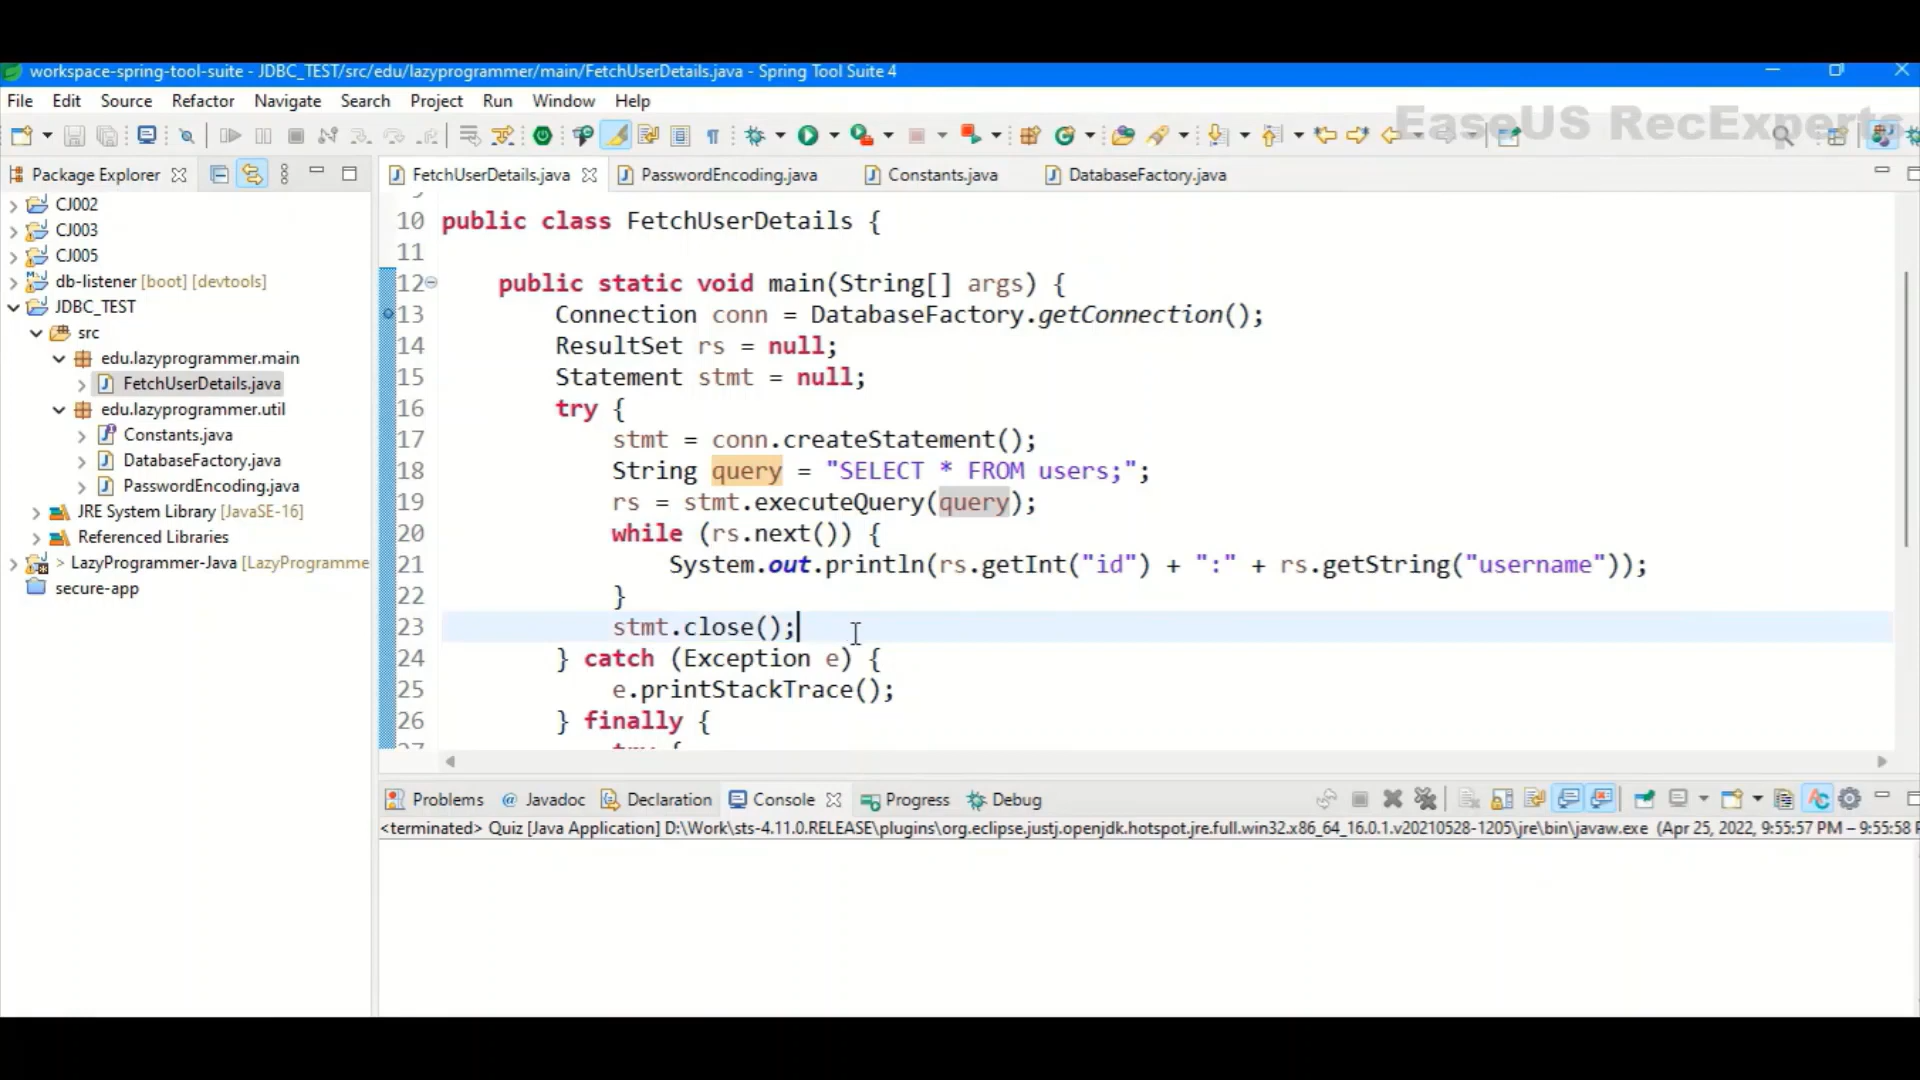 workspace-spring-tool-suite - JDBC_TEST/src/edu/lazyprogrammer/main/FetchUserDetails.java - Spring Tool Suite 4
File Edit Source Refactor Navigate Search Project Run Window Help
EaseUS RecExperts
Package Explorer
FetchUserDetails.java PasswordEncoding.java Constants.java DatabaseFactory.java
CJ002
CJ003
CJ005
db-listener [boot] [devtools]
JDBC_TEST
src
edu.lazyprogrammer.main
FetchUserDetails.java
edu.lazyprogrammer.util
Constants.java
DatabaseFactory.java
PasswordEncoding.java
JRE System Library [JavaSE-16]
Referenced Libraries
> LazyProgrammer-Java [LazyProgramme
secure-app
10 public class FetchUserDetails {
11
12 public static void main(String[] args) {
13 Connection conn = DatabaseFactory.getConnection();
14 ResultSet rs = null;
15 Statement stmt = null;
16 try {
17 stmt = conn.createStatement();
18 String query = "SELECT * FROM users;";
19 rs = stmt.executeQuery(query);
20 while (rs.next()) {
21 System.out.println(rs.getInt("id") + ":" + rs.getString("username"));
22 }
23 stmt.close();
24 } catch (Exception e) {
25 e.printStackTrace();
26 } finally {
Problems Javadoc Declaration Console Progress Debug
<terminated> Quiz [Java Application] D:\Work\sts-4.11.0.RELEASE\plugins\org.eclipse.justj.openjdk.hotspot.jre.full.win32.x86_64_16.0.1.v20210528-1205\jre\bin\javaw.exe (Apr 25, 2022, 9:55:57 PM – 9:55:58 P